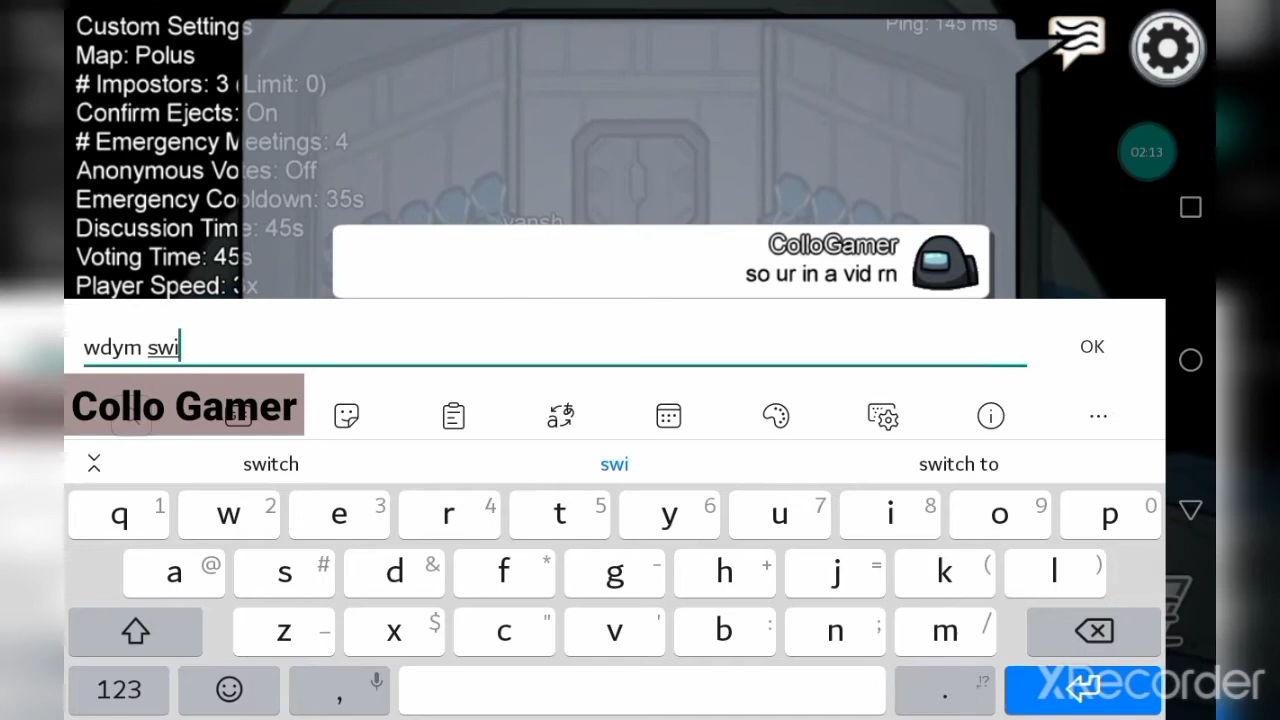 Custom Settings
Ping: 145 ms
Map: Polus
# Impostors: 3 (Limit: 0)
Confirm Ejects: On
# Emergency Meetings: 4
Anonymous Votes: Off
02:13
Emergency Cooldown: 35s
Discussion Time: 45s
vansh
Voting Time: 45s
ColloGamer
so ur in a vid rn
Player Speed: 3x
wdym swi
OK
Collo Gamer
switch swi switch to
q 1 w 2 e 3 r 4 t 5 y 6 u 7 i 8 o 9 p 0
a @ s # d & f * g - h + j = k ( l )
z _ x $ c " v ' b : n ; m /
123 , . !?
XRecorder